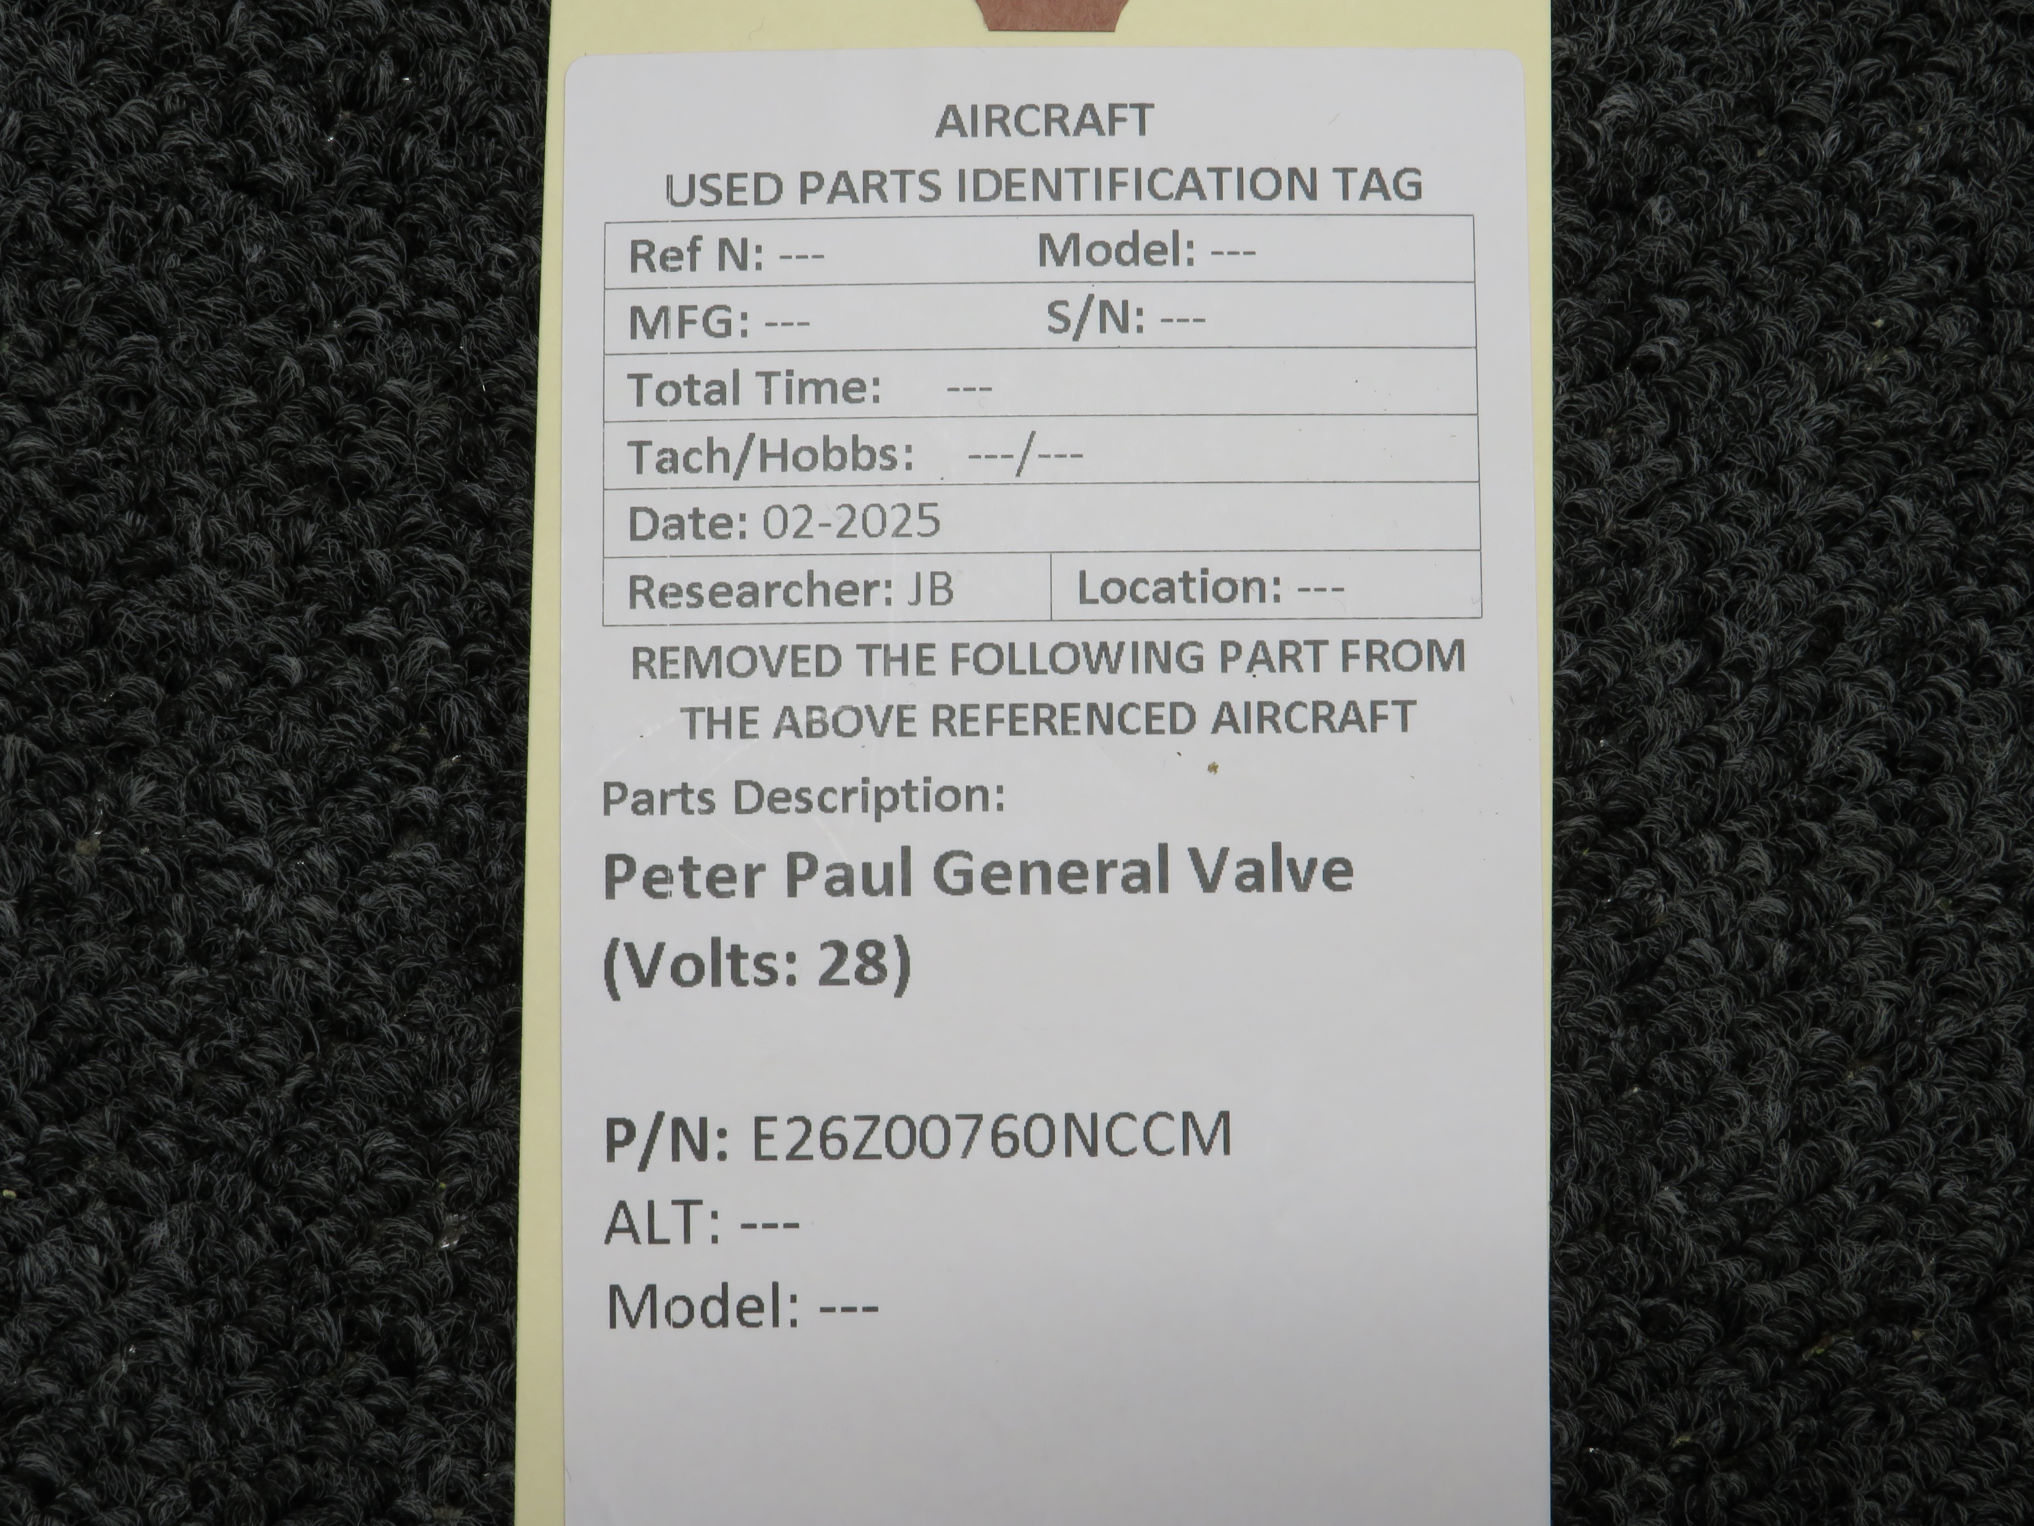 AIRCRAFT
USED PARTS IDENTIFICATION TAG
Ref N: --- Model: ---
MFG: --- S/N: ---
Total Time: ---
Tach/Hobbs: ---/---
Date: 02-2025
Researcher: JB Location: ---
REMOVED THE FOLLOWING PART FROM
THE ABOVE REFERENCED AIRCRAFT
Parts Description:
Peter Paul General Valve
(Volts: 28)
P/N: E26Z00760NCCM
ALT: ---
Model: ---